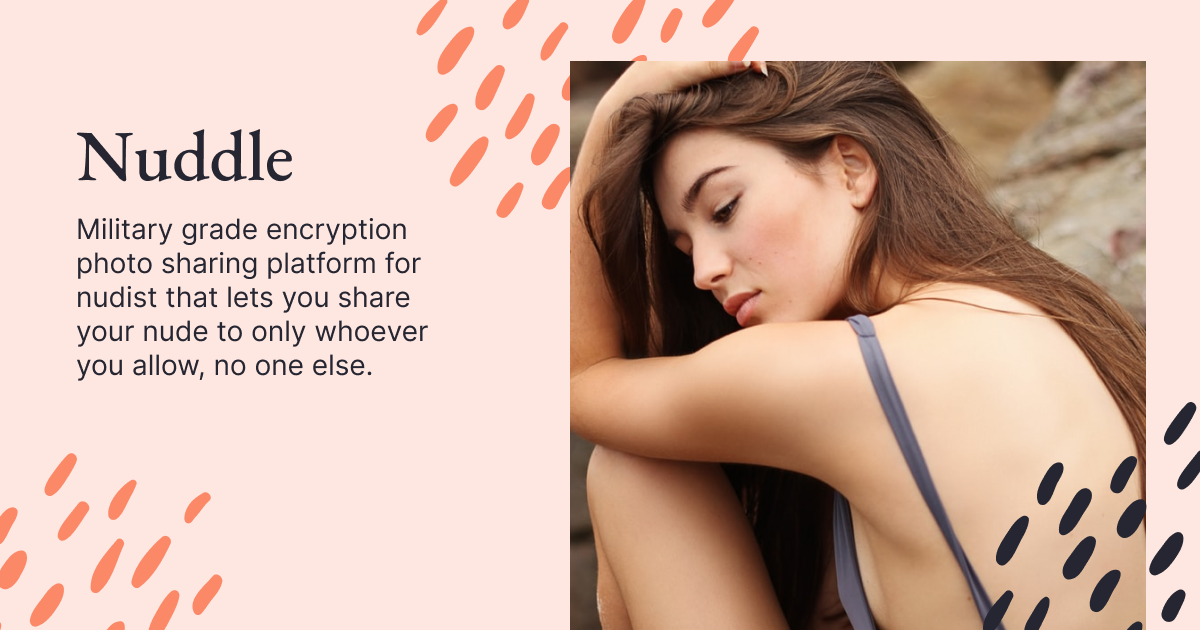 Nuddle
Military grade encryption
photo sharing platform for
nudist that lets you share
your nude to only whoever
you allow, no one else.